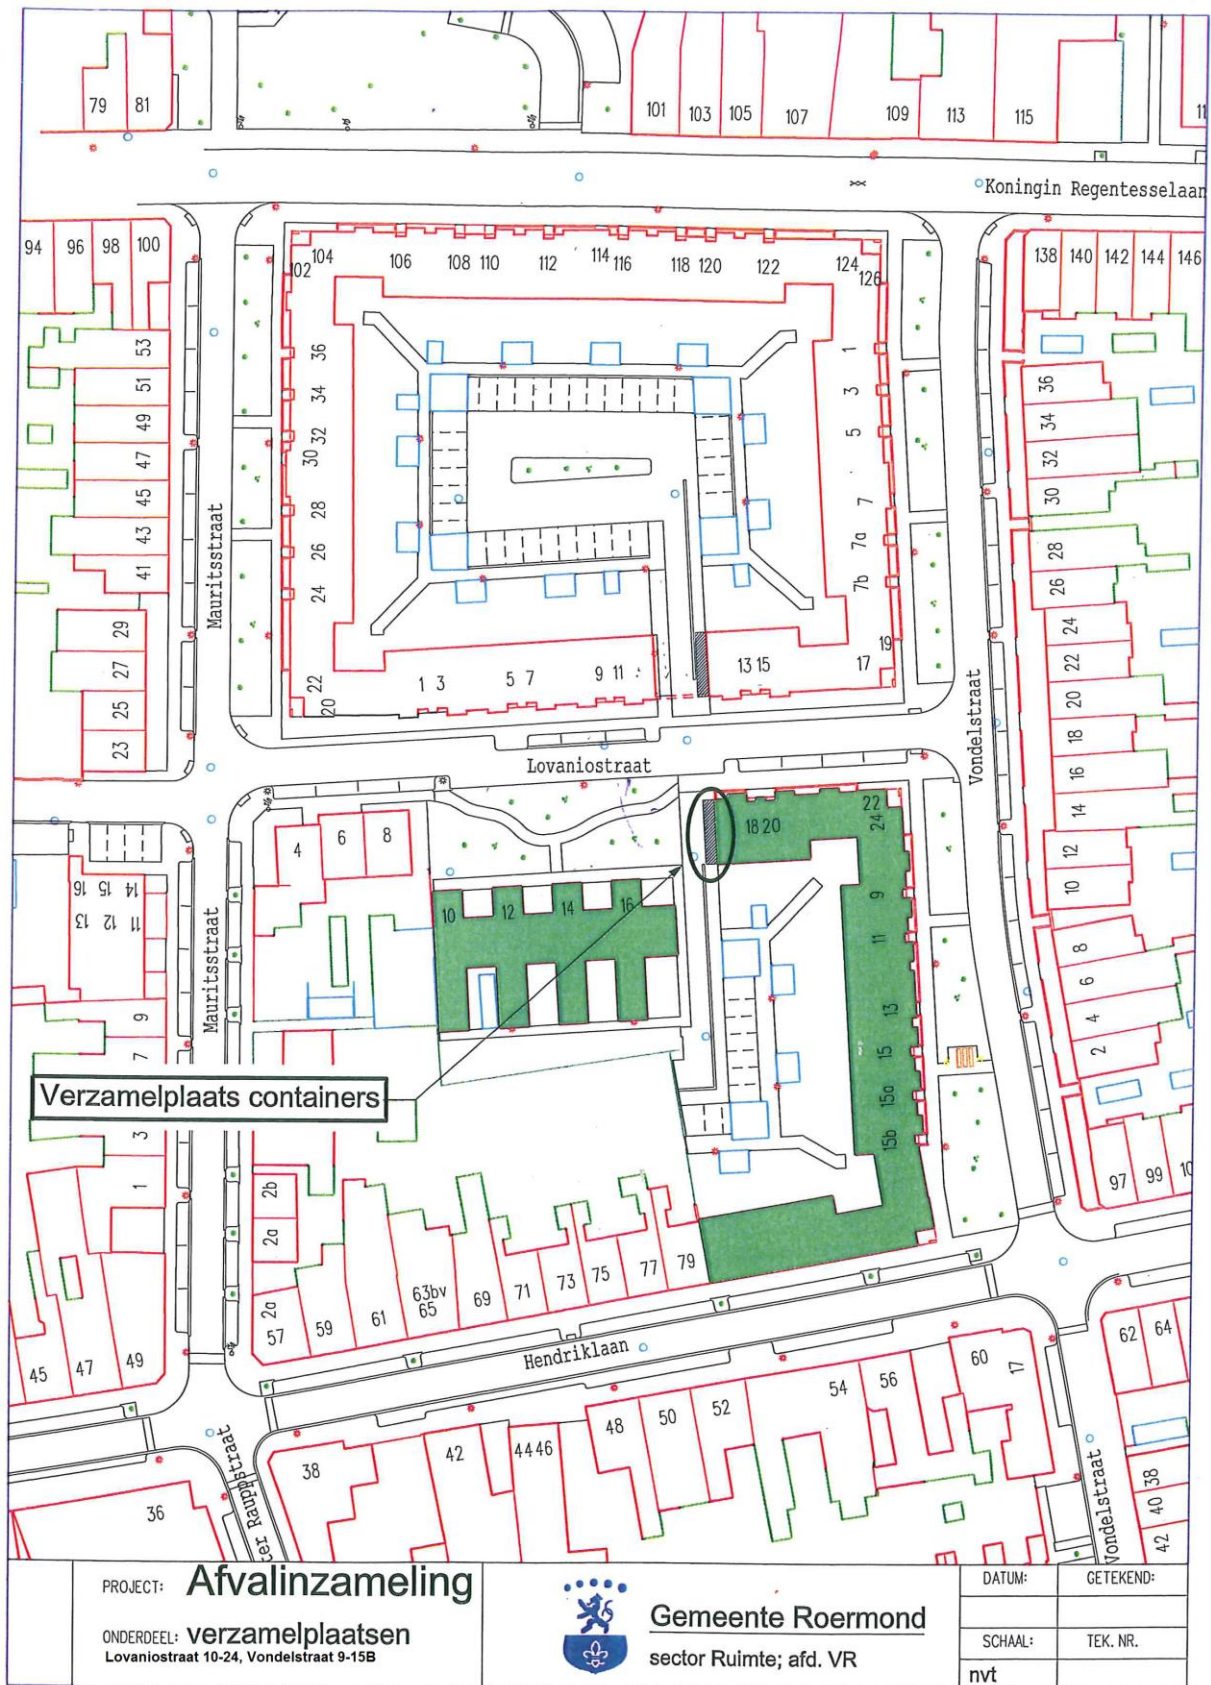 79 81
101 103 105 107 109 113 115 11
Koningin Regentesselaan
94 96 98 100
102 104 106 108 110 112 114 116 118 120 122 124 126
138 140 142 144 146
53
51
49
47
45
43
41
29
27
25
23
Mauritsstraat
36
34
32
30
28
26
24
22
20
1
3
5
7
7a
7b
19
17
1 3 5 7 9 11 13 15
36
34
32
30
28
26
24
22
20
18
16
14
12
10
8
6
4
2
Vondelstraat
Lovaniostraat
4 6 8
10 12 14 16
18 20
22
24
9
11
13
15
15a
15b
16 15 14
13 12 11
Mauritsstraat
9
7
3
1
Verzamelplaats containers
2b
2a
2a
57 59 61 63bv
65 69 71 73 75 77 79
97 99 10
45 47 49
Hendriklaan
62 64
36 38 42 44 46 48 50 52 54 56 60 17
ter Rauppstraat
Vondelstraat
38
40
42
PROJECT: Afvalinzameling
ONDERDEEL: verzamelplaatsen
Lovaniostraat 10-24, Vondelstraat 9-15B
Gemeente Roermond
sector Ruimte; afd. VR
DATUM: GETEKEND:
SCHAAL: TEK. NR.
nvt